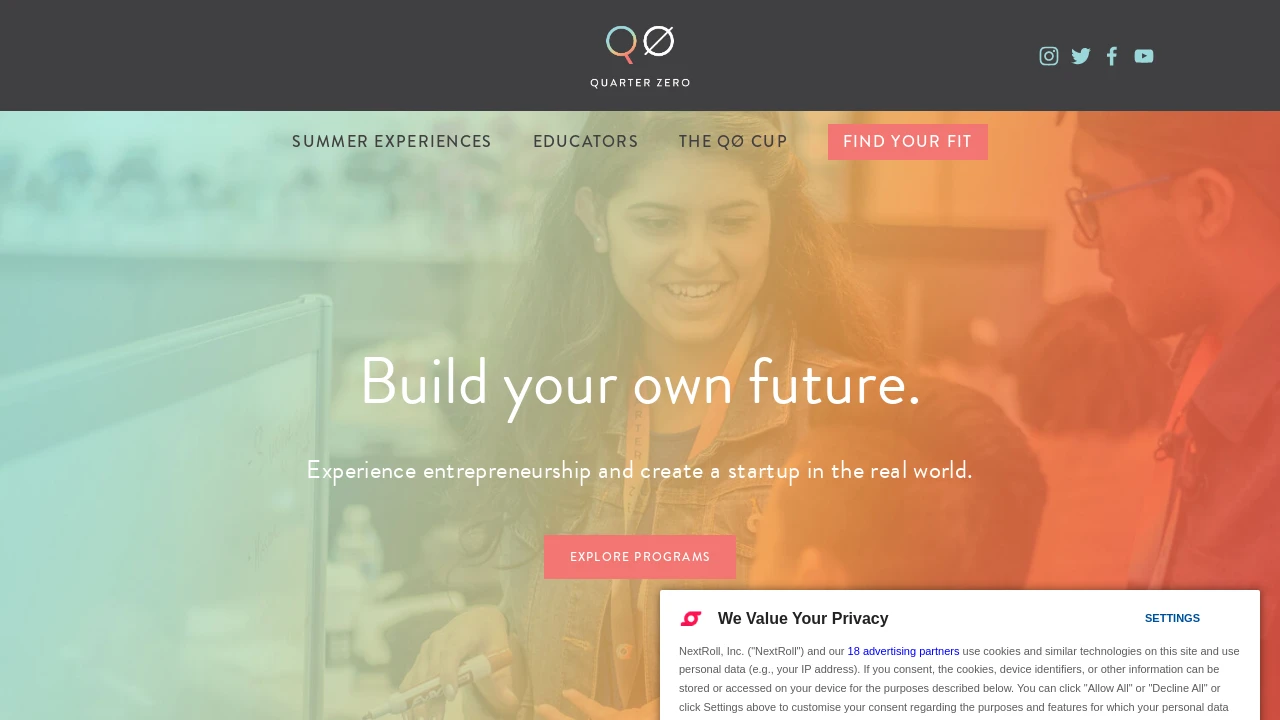 QØ
QUARTER ZERO
SUMMER EXPERIENCES EDUCATORS THE QØ CUP FIND YOUR FIT
Build your own future.
Experience entrepreneurship and create a startup in the real world.
EXPLORE PROGRAMS
We Value Your Privacy SETTINGS
NextRoll, Inc. ("NextRoll") and our 18 advertising partners use cookies and similar technologies on this site and use
personal data (e.g., your IP address). If you consent, the cookies, device identifiers, or other information can be
stored or accessed on your device for the purposes described below. You can click "Allow All" or "Decline All" or
click Settings above to customise your consent regarding the purposes and features for which your personal data